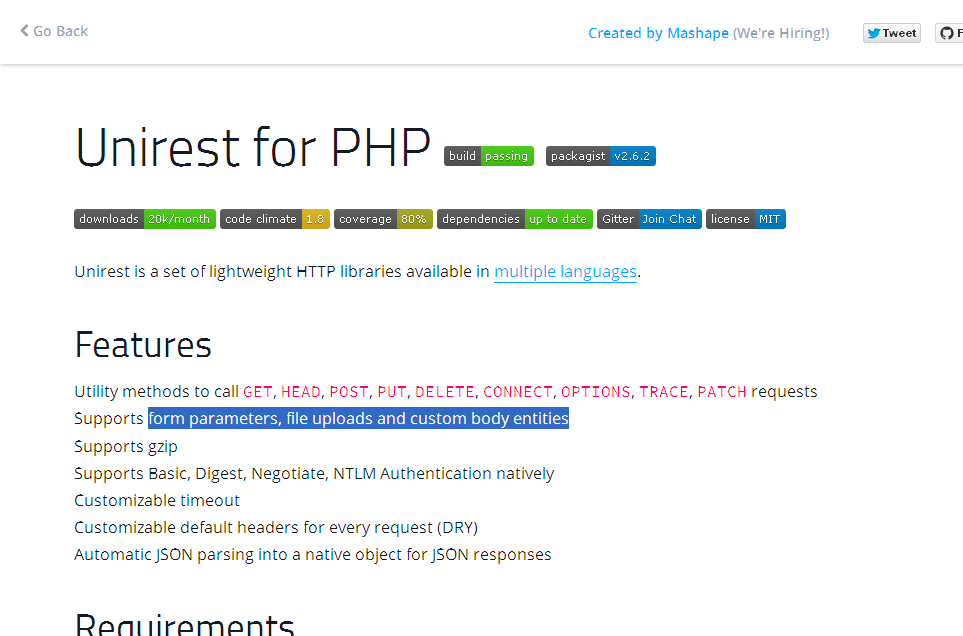 Go Back
Created by Mashape (We're Hiring!)
Tweet
Unirest for PHP
build passing
packagist v2.6.2
downloads 20k/month
code climate 1.8
coverage 80%
dependencies up to date
Gitter Join Chat
license MIT
Unirest is a set of lightweight HTTP libraries available in multiple languages.
Features
Utility methods to call GET, HEAD, POST, PUT, DELETE, CONNECT, OPTIONS, TRACE, PATCH requests
Supports form parameters, file uploads and custom body entities
Supports gzip
Supports Basic, Digest, Negotiate, NTLM Authentication natively
Customizable timeout
Customizable default headers for every request (DRY)
Automatic JSON parsing into a native object for JSON responses
Requirements